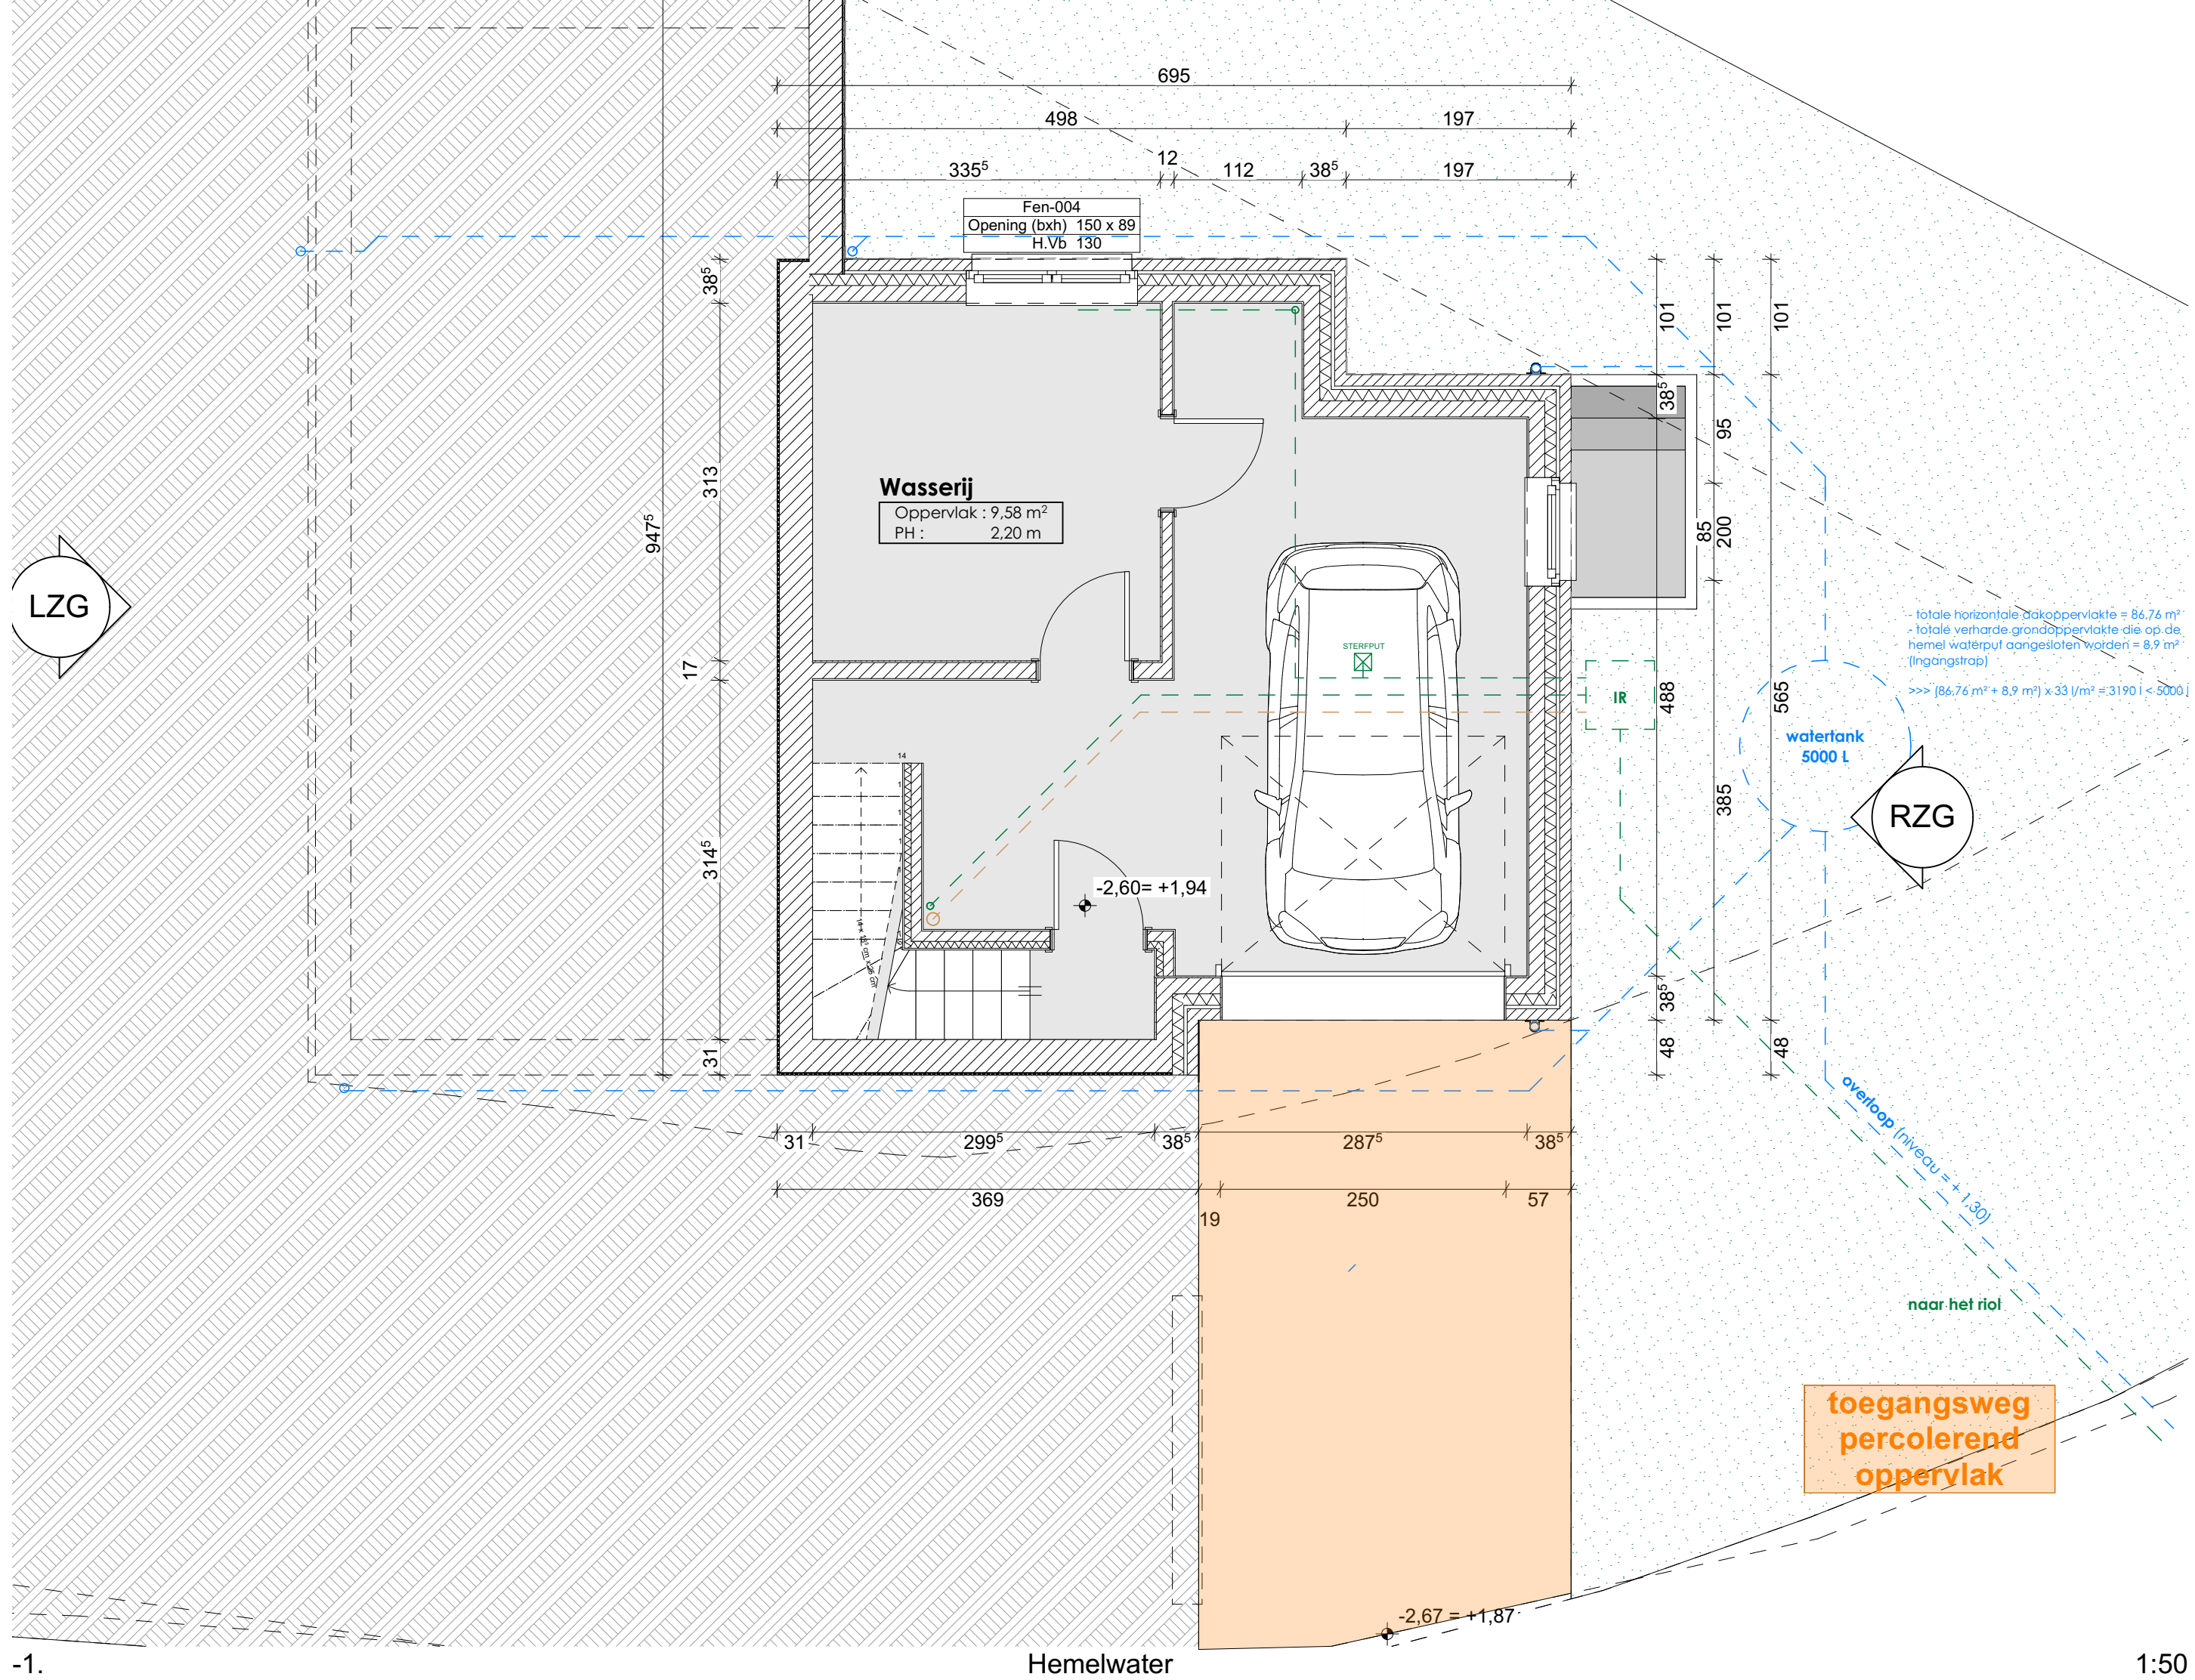 695
498
197
12
335⁵
112
38⁵
197
Fen-004
Opening (bxh) 150 x 89
H.Vb 130
38⁵
101
101
101
38⁵
95
313
947⁵
Wasserij
Oppervlak : 9,58 m²
PH : 2,20 m
85
200
LZG
- totale horizontale dakoppervlakte = 86,76 m²
- totale verharde grondoppervlakte die op de
hemel waterput aangesloten worden = 8,9 m²
(Ingangstrap)
>>> (86,76 m² + 8,9 m²) x 33 l/m² = 3190 l < 5000 l
STERFPUT
17
IR
488
565
watertank
5000 L
14
385
RZG
314⁵
-2,60= +1,94
38⁵
31
48
48
overloop (niveau = + 1,30)
31
299⁵
38⁵
287⁵
38⁵
369
250
57
19
naar het riol
toegangsweg
percolerend
oppervlak
-2,67 = +1,87
-1.
Hemelwater
1:50